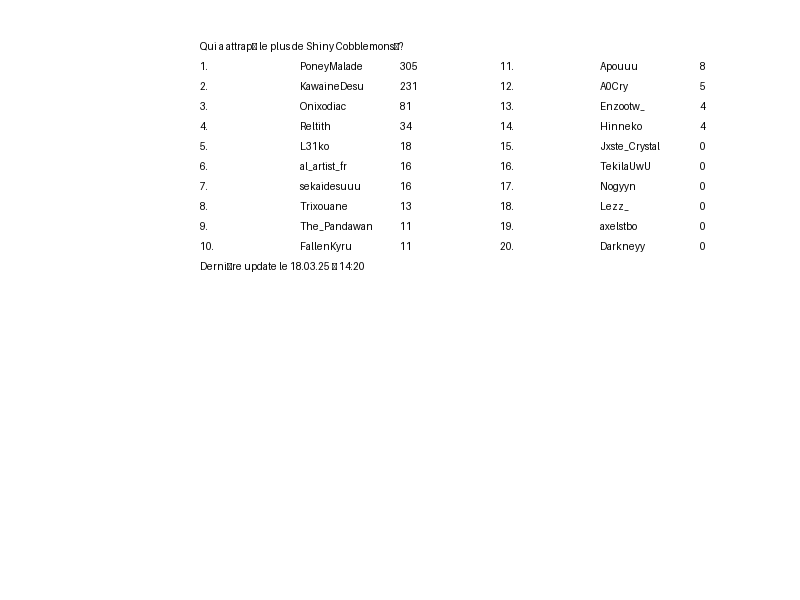 Qui a attrap▯ le plus de Shiny Cobblemons▯?
1. PoneyMalade 305 11. Apouuu 8
2. KawaineDesu 231 12. A0Cry 5
3. Onixodiac 81 13. Enzootw_ 4
4. Reltith 34 14. Hinneko 4
5. L31ko 18 15. Jxste_Crystal 0
6. al_artist_fr 16 16. TekilaUwU 0
7. sekaidesuuu 16 17. Nogyyn 0
8. Trixouane 13 18. Lezz_ 0
9. The_Pandawan 11 19. axelstbo 0
10. FallenKyru 11 20. Darkneyy 0
Derni▯re update le 18.03.25 ▯ 14:20